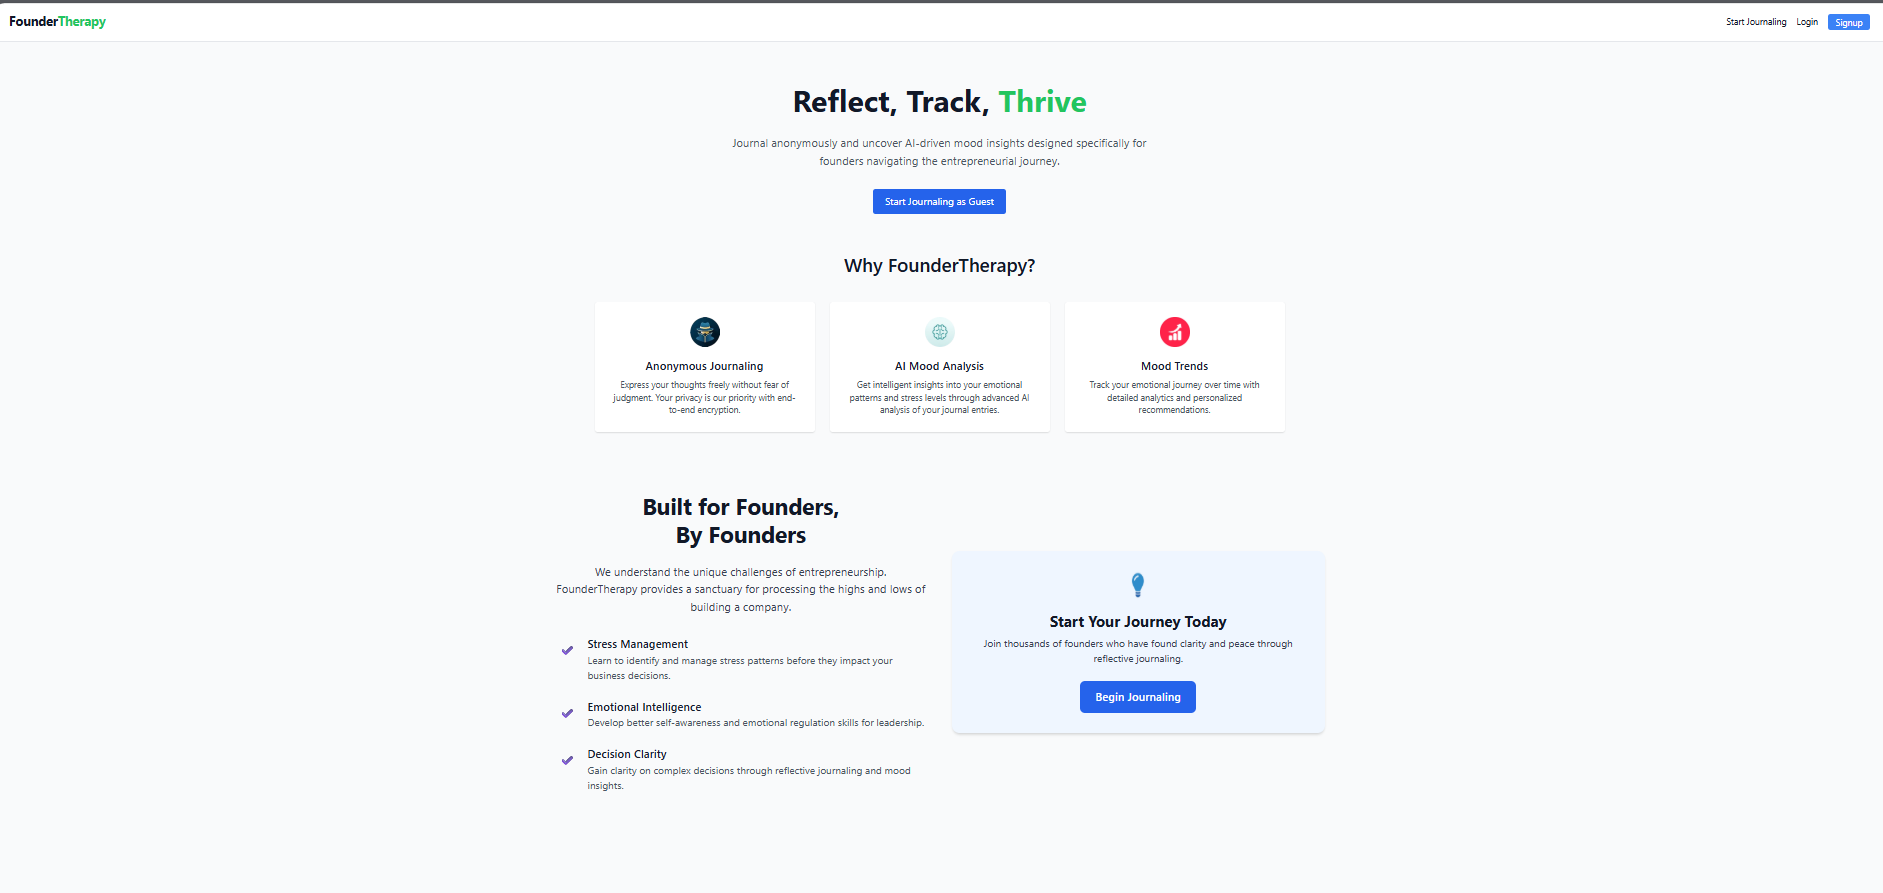 FounderTherapy
Start Journaling Login Signup
Reflect, Track, Thrive
Journal anonymously and uncover AI-driven mood insights designed specifically for
founders navigating the entrepreneurial journey.
Start Journaling as Guest
Why FounderTherapy?
Anonymous Journaling
Express your thoughts freely without fear of
judgment. Your privacy is our priority with end-
to-end encryption.
AI Mood Analysis
Get intelligent insights into your emotional
patterns and stress levels through advanced AI
analysis of your journal entries.
Mood Trends
Track your emotional journey over time with
detailed analytics and personalized
recommendations.
Built for Founders,
By Founders
We understand the unique challenges of entrepreneurship.
FounderTherapy provides a sanctuary for processing the highs and lows of
building a company.
Stress Management
Learn to identify and manage stress patterns before they impact your
business decisions.
Emotional Intelligence
Develop better self-awareness and emotional regulation skills for leadership.
Decision Clarity
Gain clarity on complex decisions through reflective journaling and mood
insights.
Start Your Journey Today
Join thousands of founders who have found clarity and peace through
reflective journaling.
Begin Journaling